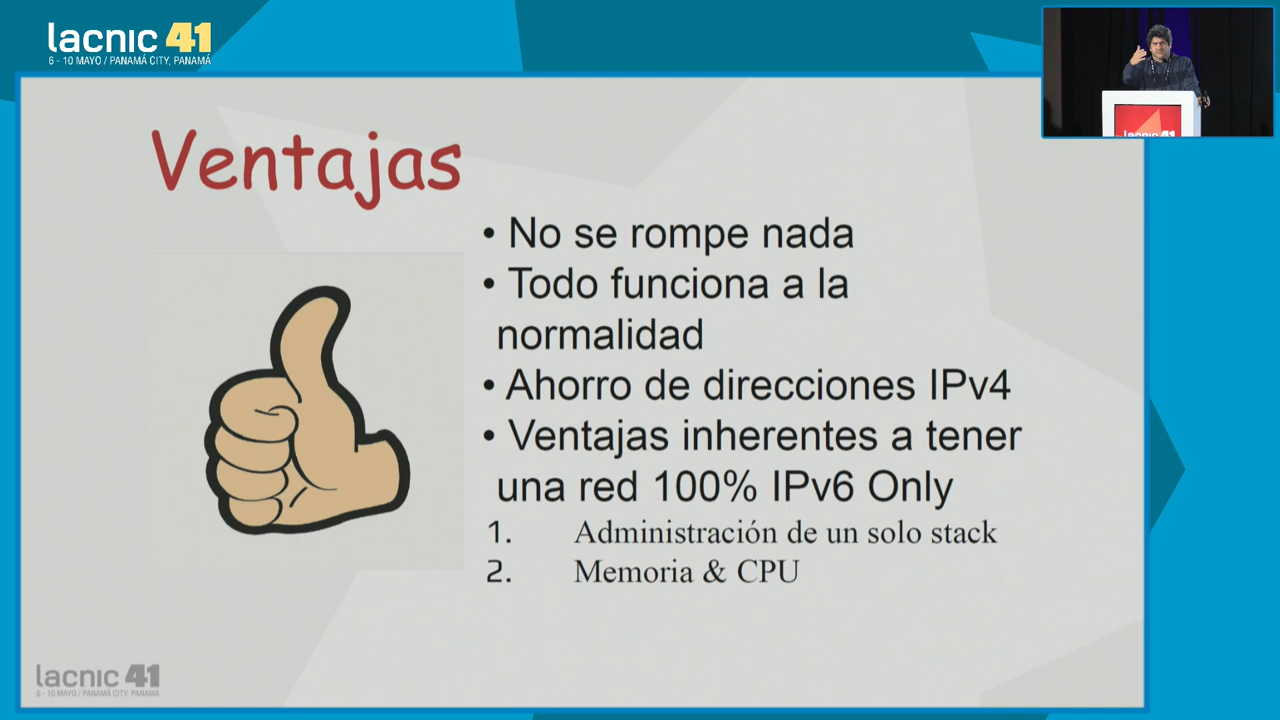 lacnic 41
6 - 10 MAYO / PANAMÁ CITY, PANAMÁ
lacnic 41
Ventajas
• No se rompe nada
• Todo funciona a la
normalidad
• Ahorro de direcciones IPv4
• Ventajas inherentes a tener
una red 100% IPv6 Only
1. Administración de un solo stack
2. Memoria & CPU
lacnic 41
6 - 10 MAYO / PANAMÁ CITY, PANAMÁ